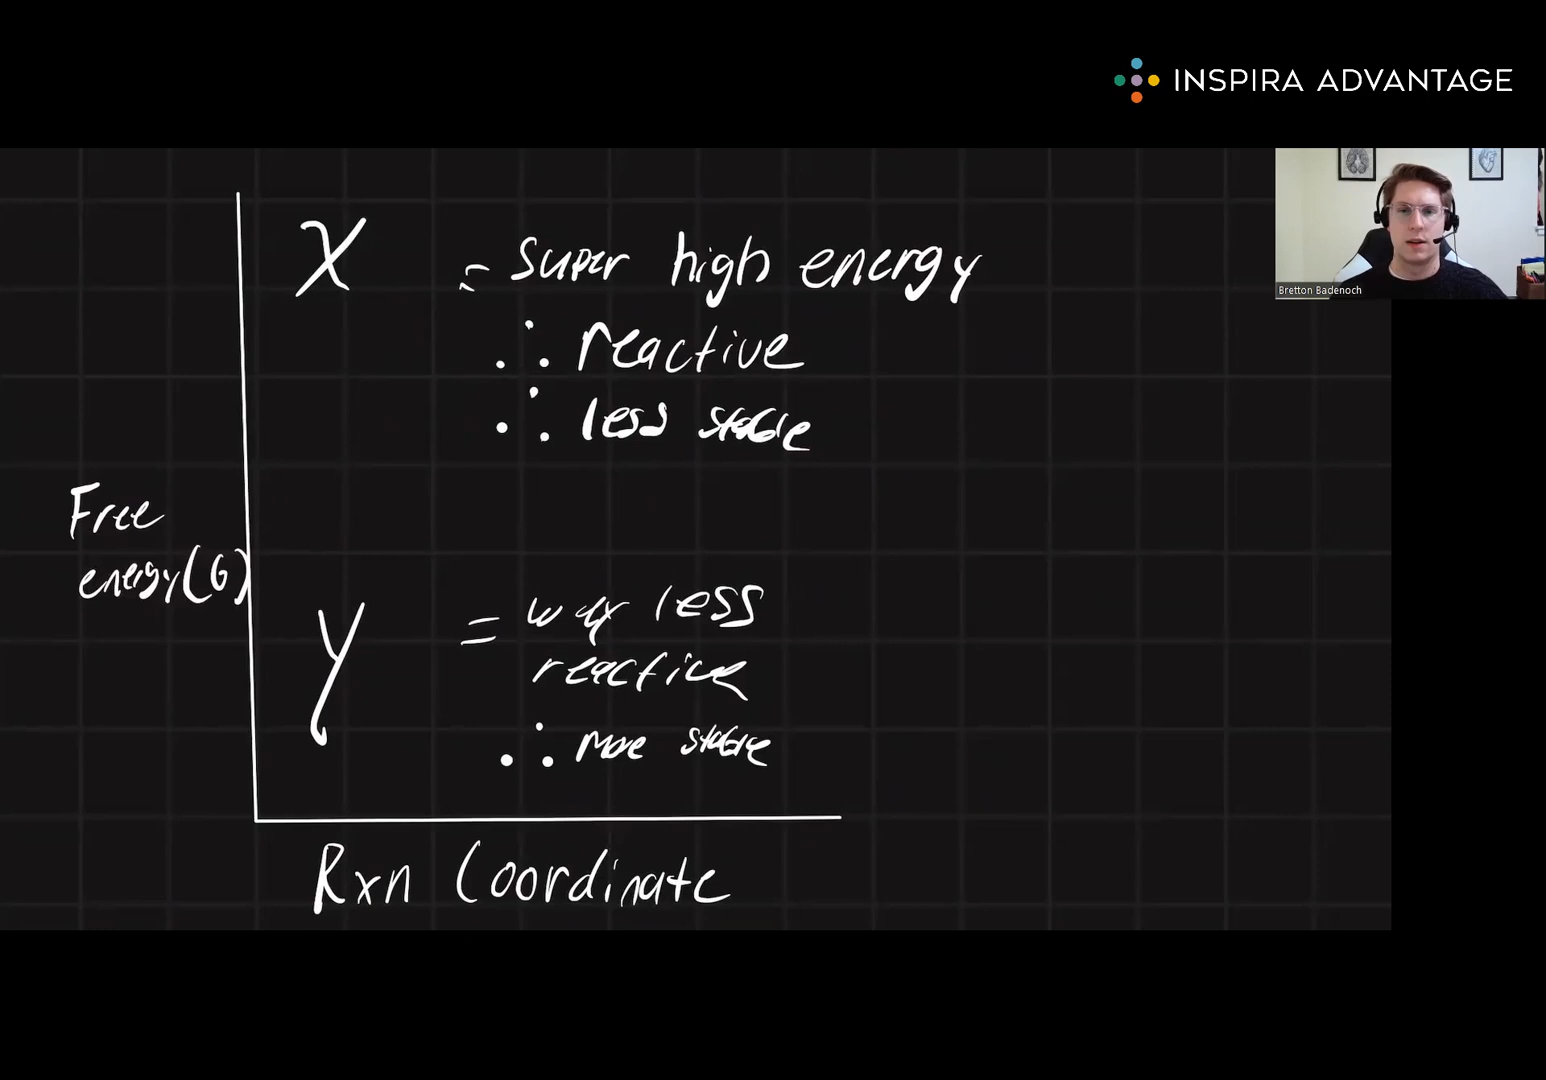 INSPIRA ADVANTAGE
Bretton Badenoch
X = super high energy
∴ reactive
∴ less stable
Free
energy(G)
y = way less
reactive
∴ more stable
Rxn Coordinate